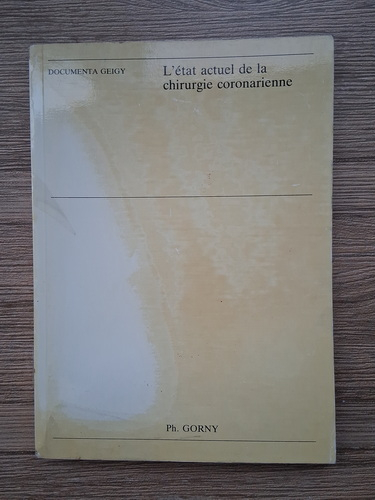 DOCUMENTA GEIGY
L'état actuel de la
chirurgie coronarienne
Ph. GORNY